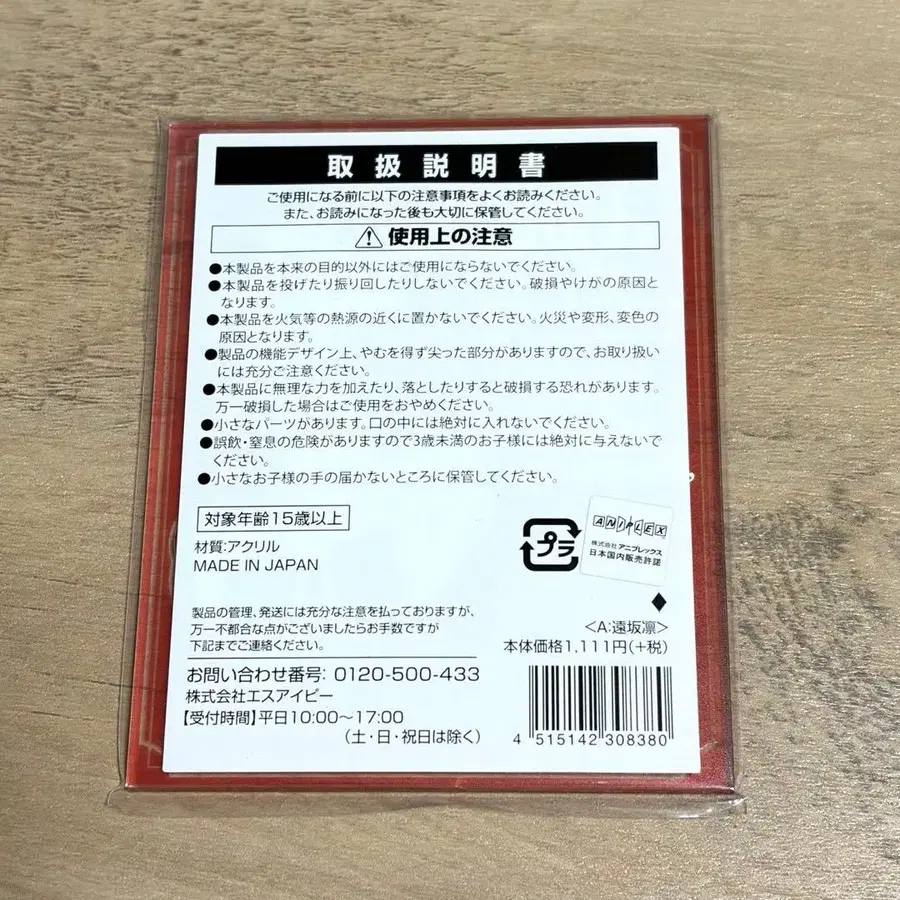 取扱説明書
ご使用になる前に以下の注意事項をよくお読みください。
また、お読みになった後も大切に保管してください。
使用上の注意
●本製品を本来の目的以外にはご使用にならないでください。
●本製品を投げたり振り回したりしないでください。破損やけがの原因と
なります。
●本製品を火気等の熱源の近くに置かないでください。火災や変形、変色の
原因となります。
●製品の機能デザイン上、やむを得ず尖った部分がありますので、お取り扱い
には充分ご注意ください。
●本製品に無理な力を加えたり、落としたりすると破損する恐れがあります。
万一破損した場合はご使用をおやめください。
●小さなパーツがあります。口の中には絶対に入れないでください。
●誤飲・窒息の危険がありますので3歳未満のお子様には絶対に与えないで
ください。
●小さなお子様の手の届かないところに保管してください。
対象年齢15歳以上
材質:アクリル
MADE IN JAPAN
プラ
ANIPLEX
株式会社アニプレックス
日本国内販売許諾
製品の管理、発送には充分な注意を払っておりますが、
万一不都合な点がございましたらお手数ですが
下記までご連絡ください。
お問い合わせ番号: 0120-500-433
株式会社エスアイピー
【受付時間】平日10:00〜17:00
(土・日・祝日は除く)
◆
<A:遠坂凛>
本体価格1,111円(+税)
4 515142 308380